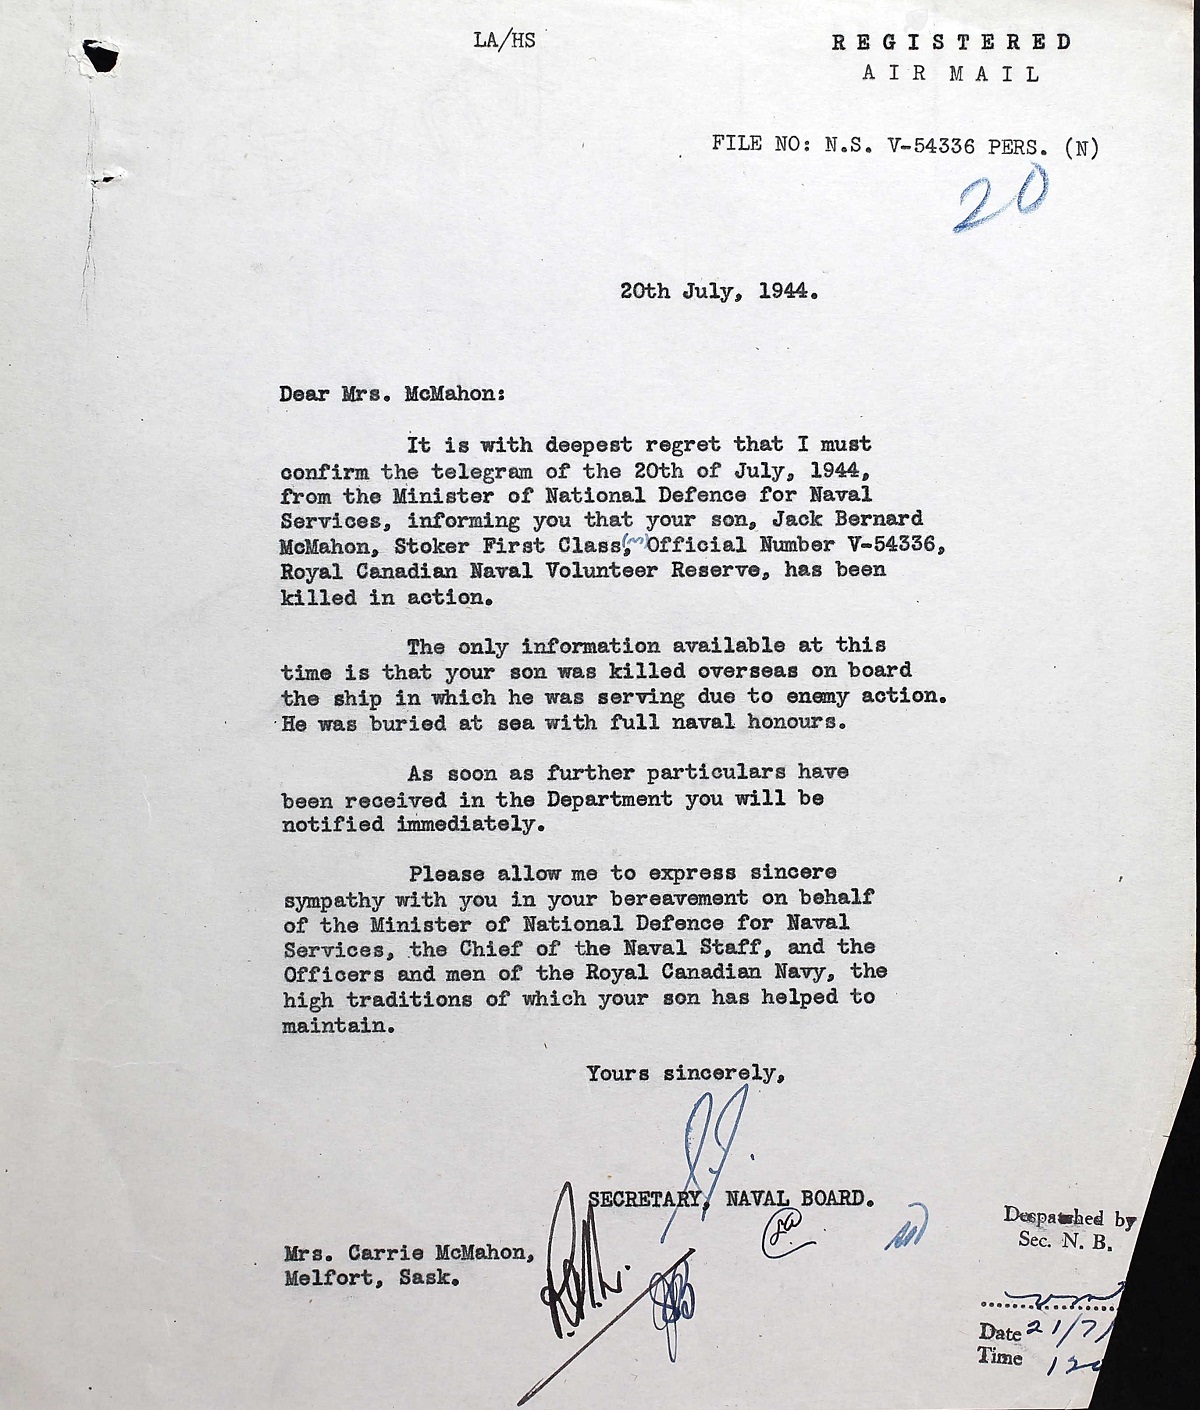 LA/HS
REGISTERED
AIR MAIL
FILE NO: N.S. V-54336 PERS. (N)
20
20th July, 1944.
Dear Mrs. McMahon:
It is with deepest regret that I must
confirm the telegram of the 20th of July, 1944,
from the Minister of National Defence for Naval
Services, informing you that your son, Jack Bernard
McMahon, Stoker First Class, Official Number V-54336,
Royal Canadian Naval Volunteer Reserve, has been
killed in action.
The only information available at this
time is that your son was killed overseas on board
the ship in which he was serving due to enemy action.
He was buried at sea with full naval honours.
As soon as further particulars have
been received in the Department you will be
notified immediately.
Please allow me to express sincere
sympathy with you in your bereavement on behalf
of the Minister of National Defence for Naval
Services, the Chief of the Naval Staff, and the
Officers and men of the Royal Canadian Navy, the
high traditions of which your son has helped to
maintain.
Yours sincerely,
SECRETARY, NAVAL BOARD.
Mrs. Carrie McMahon,
Melfort, Sask.
Despatched by
Sec. N. B.
Date 21/7/
Time